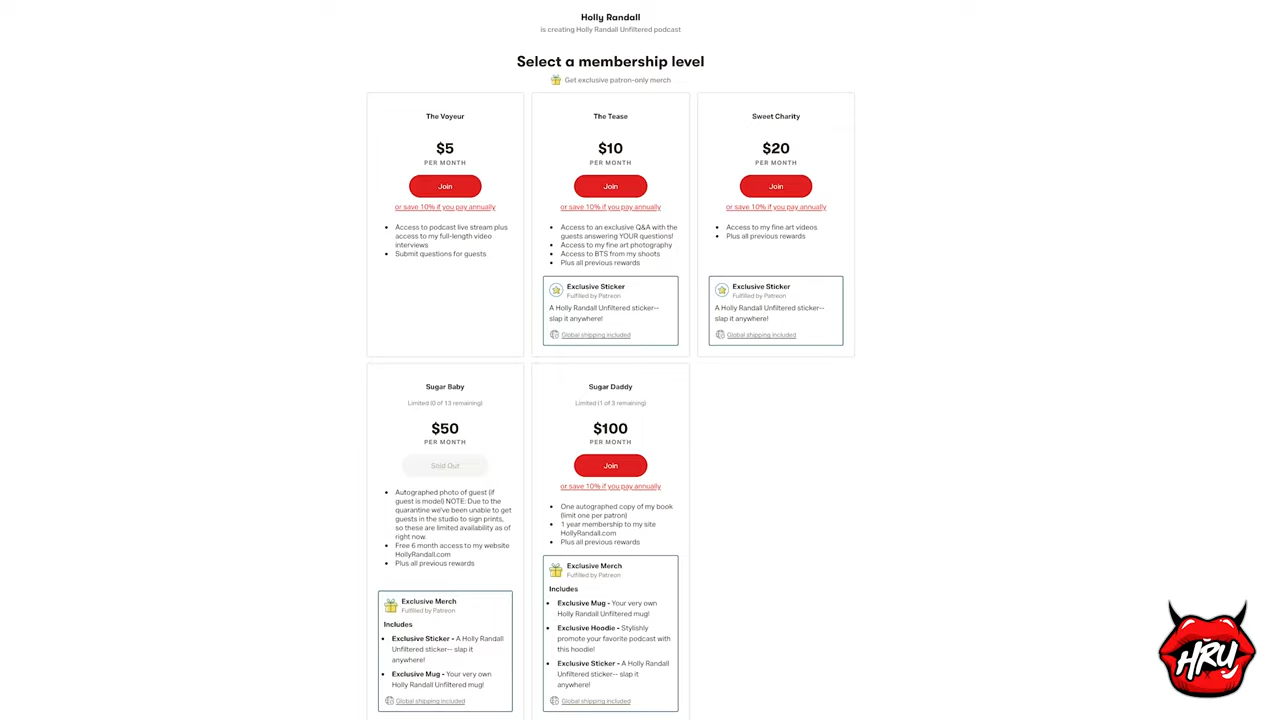 Holly Randall
is creating Holly Randall Unfiltered podcast
Select a membership level
Get exclusive patron-only merch
The Voyeur
$5
PER MONTH
Join
or save 10% if you pay annually
Access to podcast live stream plus
access to my full-length video
interviews
Submit questions for guests
The Tease
$10
PER MONTH
Join
or save 10% if you pay annually
Access to an exclusive Q&A with the
guests answering YOUR questions!
Access to my fine art photography
Access to BTS from my shoots
Plus all previous rewards
Exclusive Sticker
Fulfilled by Patreon
A Holly Randall Unfiltered sticker--
slap it anywhere!
Global shipping included
Sweet Charity
$20
PER MONTH
Join
or save 10% if you pay annually
Access to my fine art videos
Plus all previous rewards
Exclusive Sticker
Fulfilled by Patreon
A Holly Randall Unfiltered sticker--
slap it anywhere!
Global shipping included
Sugar Baby
Limited (0 of 13 remaining)
$50
PER MONTH
Sold Out
Autographed photo of guest (if
guest is model) NOTE: Due to the
quarantine we've been unable to get
guests in the studio to sign prints,
so these are limited availability as of
right now.
Free 6 month access to my website
HollyRandall.com
Plus all previous rewards
Exclusive Merch
Fulfilled by Patreon
Includes
Exclusive Sticker - A Holly Randall
Unfiltered sticker-- slap it
anywhere!
Exclusive Mug - Your very own
Holly Randall Unfiltered mug!
Global shipping included
Sugar Daddy
Limited (1 of 3 remaining)
$100
PER MONTH
Join
or save 10% if you pay annually
One autographed copy of my book
(limit one per patron)
1 year membership to my site
HollyRandall.com
Plus all previous rewards
Exclusive Merch
Fulfilled by Patreon
Includes
Exclusive Mug - Your very own
Holly Randall Unfiltered mug!
Exclusive Hoodie - Stylishly
promote your favorite podcast with
this hoodie!
Exclusive Sticker - A Holly Randall
Unfiltered sticker-- slap it
anywhere!
Global shipping included
HRU